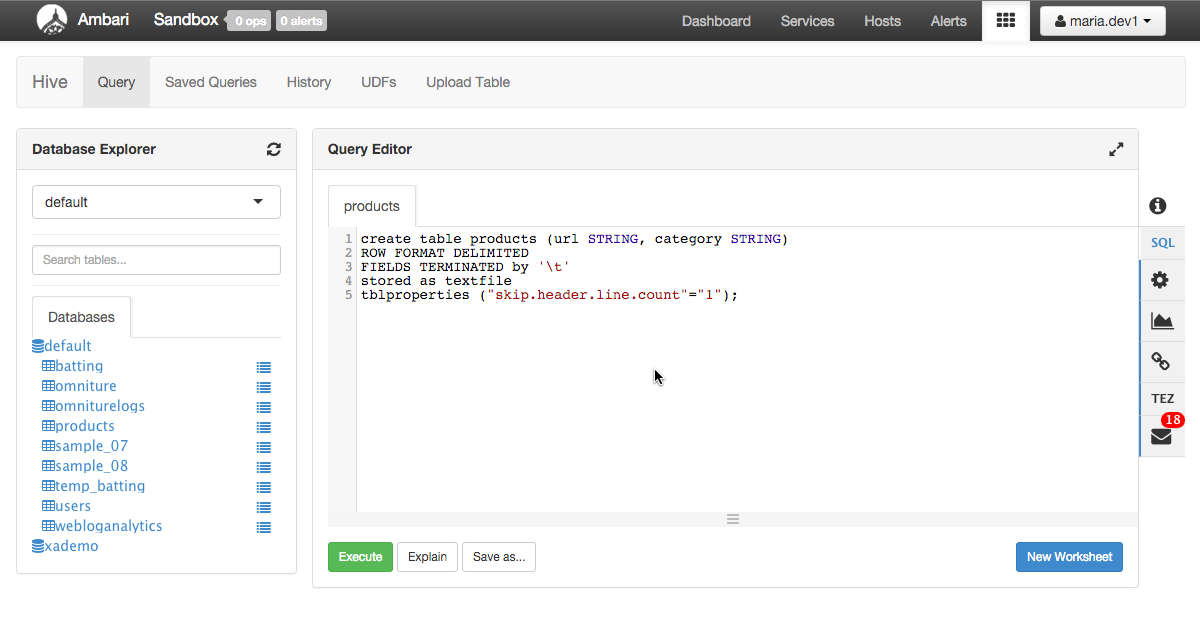 Ambari Sandbox 0 ops 0 alerts Dashboard Services Hosts Alerts maria.dev1
Hive Query Saved Queries History UDFs Upload Table
Database Explorer
default
Search tables...
Databases
default
batting
omniture
omniturelogs
products
sample_07
sample_08
temp_batting
users
webloganalytics
xademo
Query Editor
products
1 create table products (url STRING, category STRING)
2 ROW FORMAT DELIMITED
3 FIELDS TERMINATED by '\t'
4 stored as textfile
5 tblproperties ("skip.header.line.count"="1");
Execute Explain Save as... New Worksheet
SQL
TEZ
18